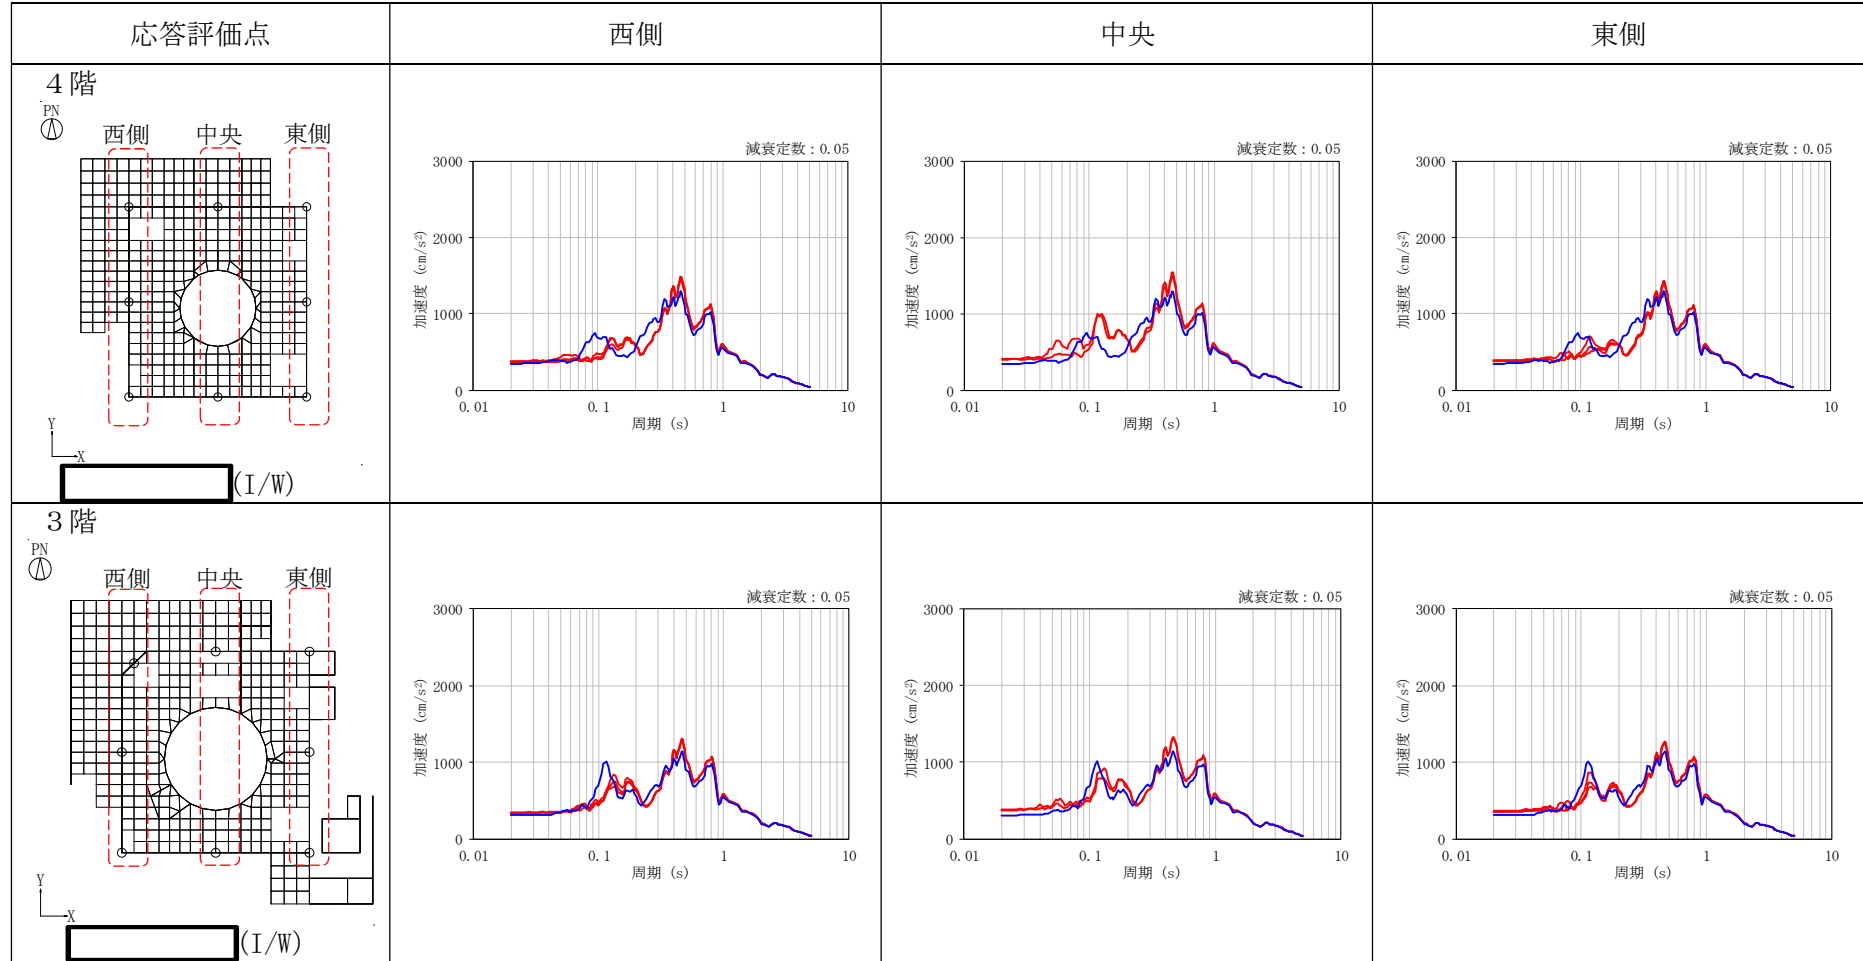 応答評価点 西側 中央 東側
4階
PN
西側 中央 東側
Y
X
(I/W)
減衰定数:0.05
3000
2000
1000
0
加速度 (cm/s²)
0.01 0.1 1 10
周期 (s)
減衰定数:0.05
3000
2000
1000
0
加速度 (cm/s²)
0.01 0.1 1 10
周期 (s)
減衰定数:0.05
3000
2000
1000
0
加速度 (cm/s²)
0.01 0.1 1 10
周期 (s)
3階
PN
西側 中央 東側
Y
X
(I/W)
減衰定数:0.05
3000
2000
1000
0
加速度 (cm/s²)
0.01 0.1 1 10
周期 (s)
減衰定数:0.05
3000
2000
1000
0
加速度 (cm/s²)
0.01 0.1 1 10
周期 (s)
減衰定数:0.05
3000
2000
1000
0
加速度 (cm/s²)
0.01 0.1 1 10
周期 (s)